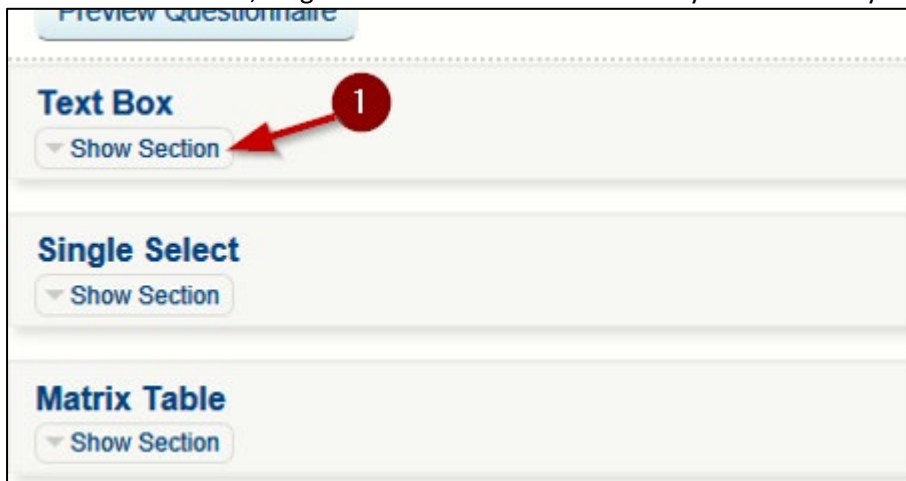 Preview Questionnaire
Text Box
1
Show Section
Single Select
Show Section
Matrix Table
Show Section